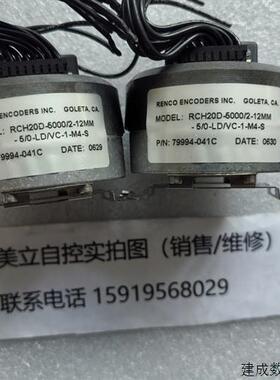 RENCO ENCODERS INC. GOLETA, CA.
EL: RCH20D-5000/2-12MM
- 5/0-LD/VC-1-M4-S
79994-041C DATE: 0629
RENCO ENCODERS INC. GOLETA, CA
MODEL: RCH20D-5000/2-12MM
- 5/0-LD/VC-1-M4-S
P/N: 79994-041C DATE: 0630
美立自控实拍图（销售/维修）
联系电话 15919568029
建成数